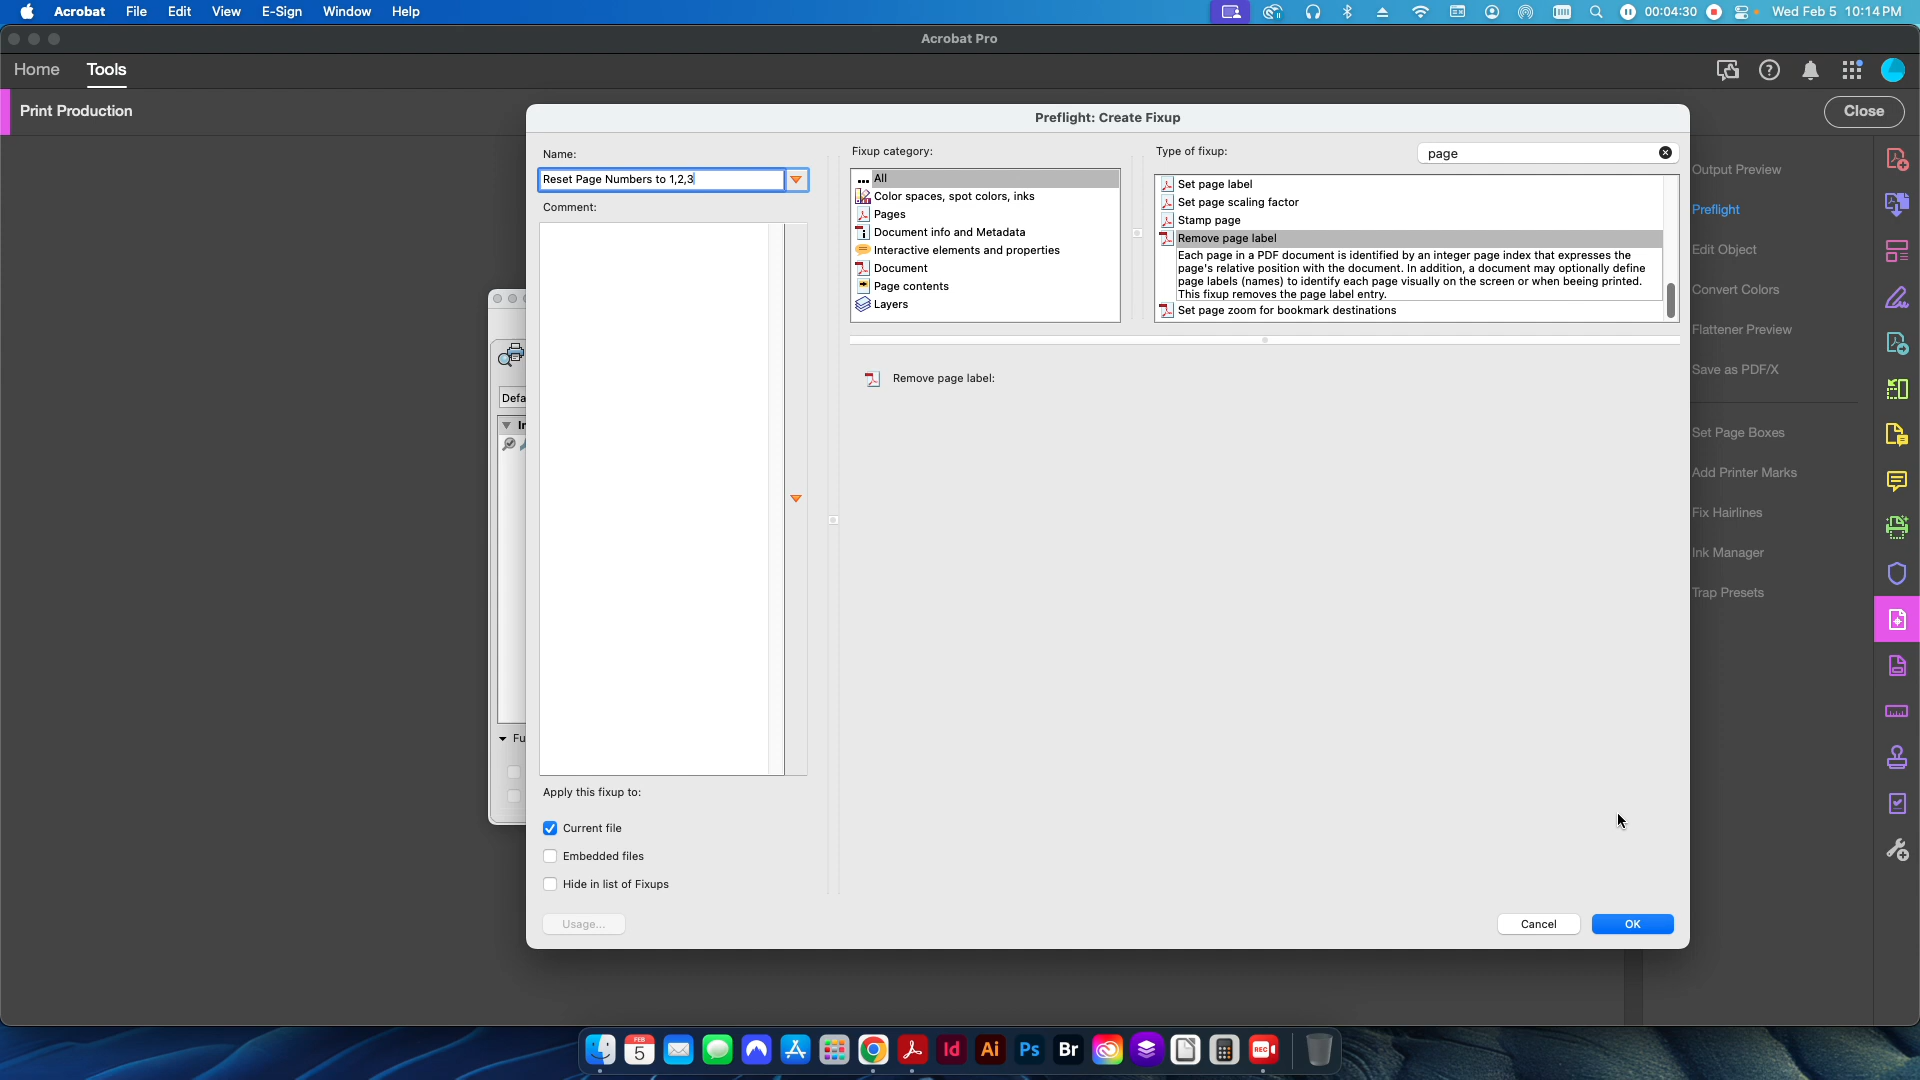 Acrobat File Edit View E-Sign Window Help
00:04:30
Wed Feb 5 10:14 PM
Acrobat Pro
Home Tools
Print Production
Close
Preflight: Create Fixup
Name:
Reset Page Numbers to 1,2,3
Comment:
Apply this fixup to:
Current file
Embedded files
Hide in list of Fixups
Usage...
Fixup category:
All
Color spaces, spot colors, inks
Pages
Document info and Metadata
Interactive elements and properties
Document
Page contents
Layers
Type of fixup:
page
Set page label
Set page scaling factor
Stamp page
Remove page label
Each page in a PDF document is identified by an integer page index that expresses the
page's relative position with the document. In addition, a document may optionally define
page labels (names) to identify each page visually on the screen or when beeing printed.
This fixup removes the page label entry.
Set page zoom for bookmark destinations
Remove page label:
Cancel
OK
Defa
Fu
Output Preview
Preflight
Edit Object
Convert Colors
Flattener Preview
Save as PDF/X
Set Page Boxes
Add Printer Marks
Fix Hairlines
Ink Manager
Trap Presets
FEB
5
Id
Ai
Ps
Br
REC